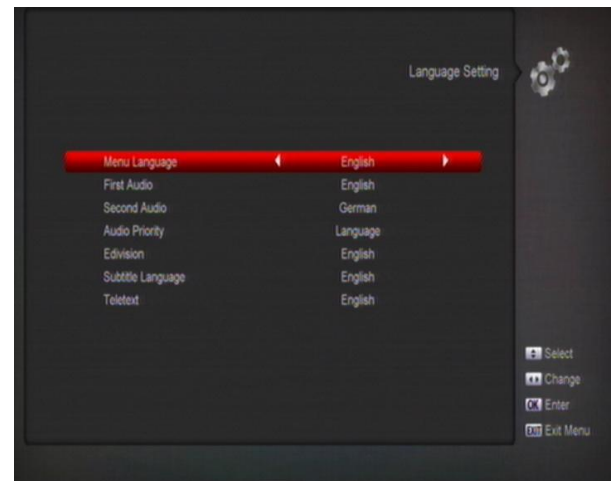 Language Setting
Menu Language English
First Audio English
Second Audio German
Audio Priority Language
Edivision English
Subtitle Language English
Teletext English
Select
Change
OK Enter
EXIT Exit Menu